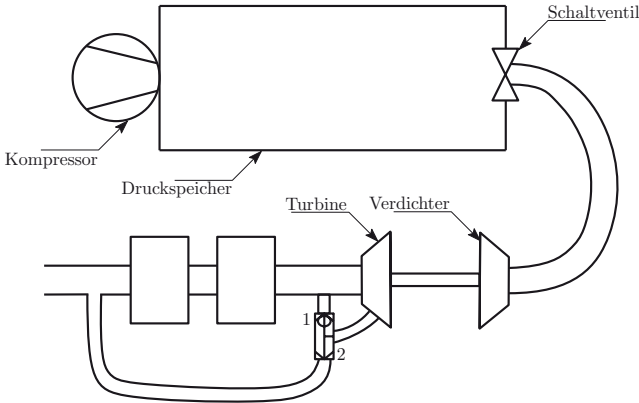 Schaltventil
Kompressor
Druckspeicher
Turbine
Verdichter
1
2